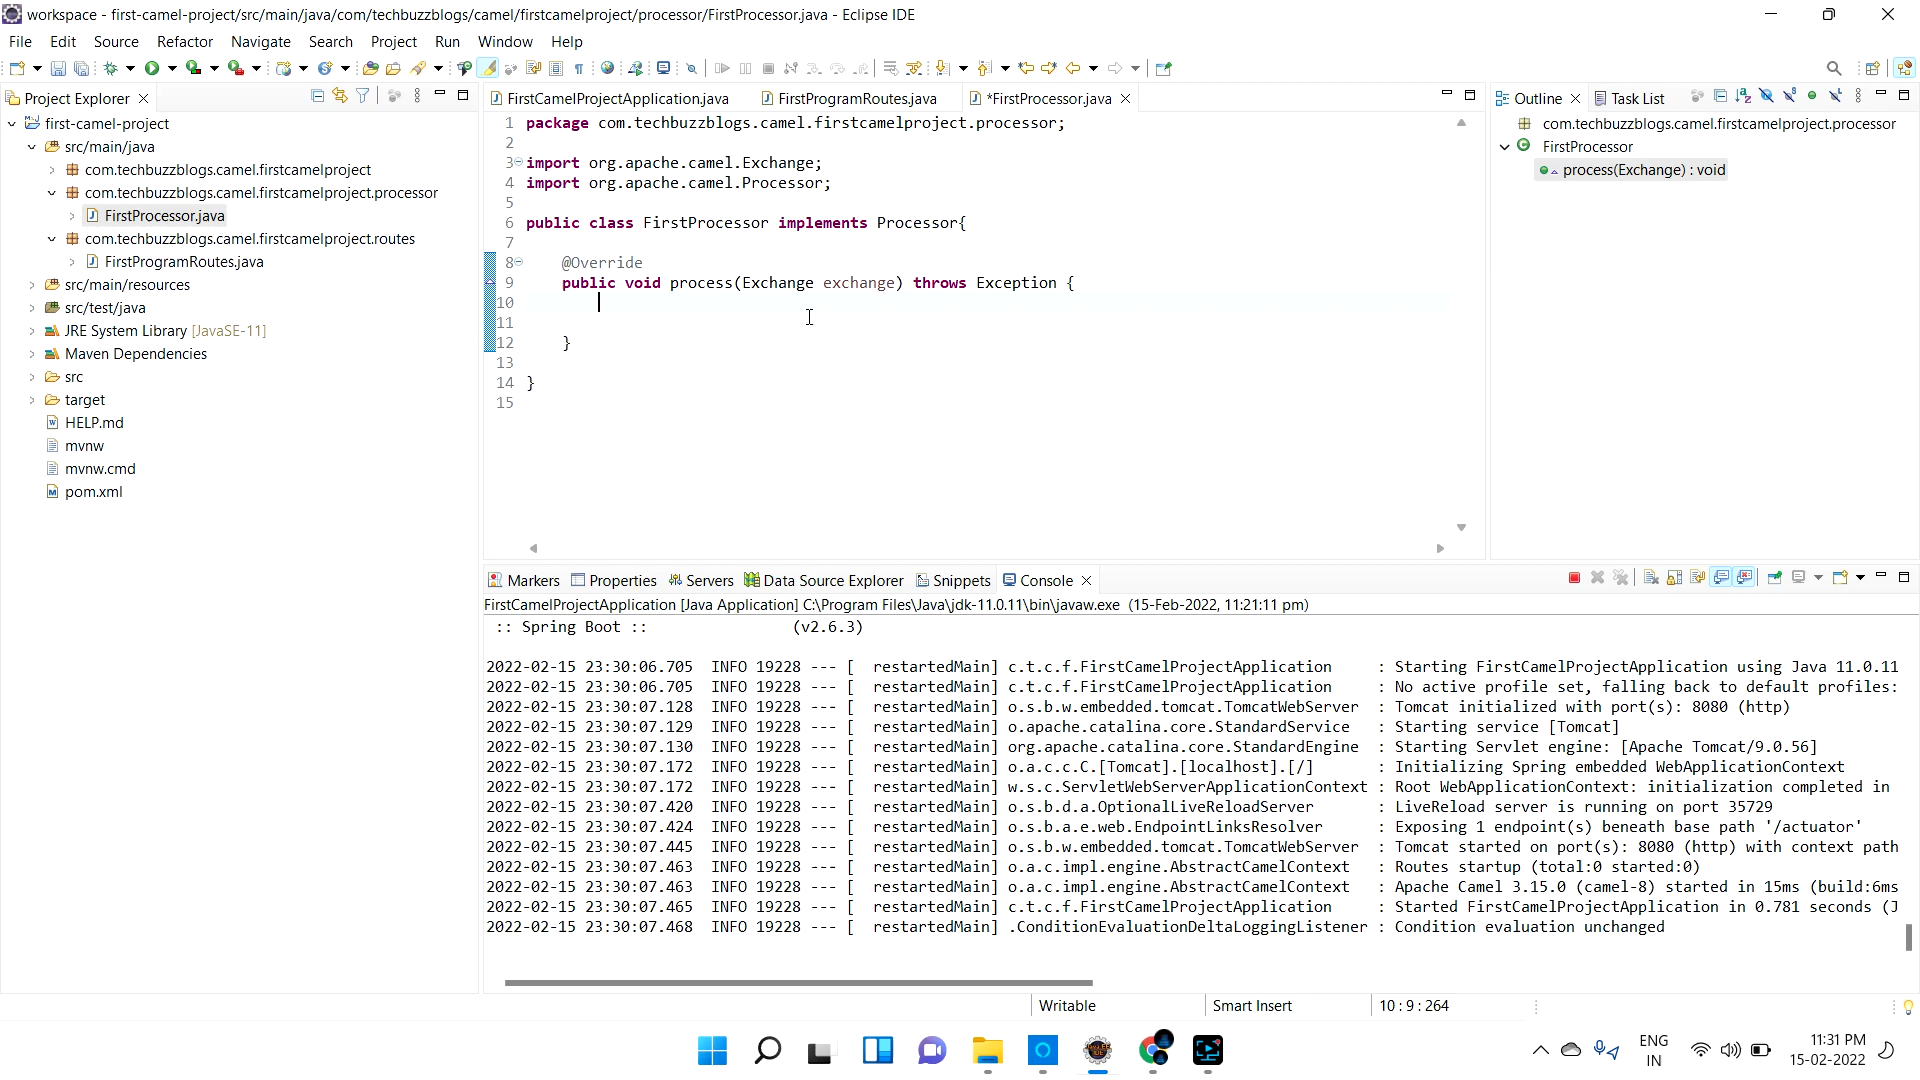 workspace - first-camel-project/src/main/java/com/techbuzzblogs/camel/firstcamelproject/processor/FirstProcessor.java - Eclipse IDE
File Edit Source Refactor Navigate Search Project Run Window Help
Project Explorer
first-camel-project
src/main/java
com.techbuzzblogs.camel.firstcamelproject
com.techbuzzblogs.camel.firstcamelproject.processor
FirstProcessor.java
com.techbuzzblogs.camel.firstcamelproject.routes
FirstProgramRoutes.java
src/main/resources
src/test/java
JRE System Library [JavaSE-11]
Maven Dependencies
src
target
HELP.md
mvnw
mvnw.cmd
pom.xml
FirstCamelProjectApplication.java FirstProgramRoutes.java *FirstProcessor.java
1 package com.techbuzzblogs.camel.firstcamelproject.processor;
2
3 import org.apache.camel.Exchange;
4 import org.apache.camel.Processor;
5
6 public class FirstProcessor implements Processor{
7
8 @Override
9 public void process(Exchange exchange) throws Exception {
10
11
12 }
13
14 }
15
Outline Task List
com.techbuzzblogs.camel.firstcamelproject.processor
FirstProcessor
process(Exchange) : void
Markers Properties Servers Data Source Explorer Snippets Console
FirstCamelProjectApplication [Java Application] C:\Program Files\Java\jdk-11.0.11\bin\javaw.exe (15-Feb-2022, 11:21:11 pm)
:: Spring Boot :: (v2.6.3)
2022-02-15 23:30:06.705 INFO 19228 --- [ restartedMain] c.t.c.f.FirstCamelProjectApplication : Starting FirstCamelProjectApplication using Java 11.0.11
2022-02-15 23:30:06.705 INFO 19228 --- [ restartedMain] c.t.c.f.FirstCamelProjectApplication : No active profile set, falling back to default profiles:
2022-02-15 23:30:07.128 INFO 19228 --- [ restartedMain] o.s.b.w.embedded.tomcat.TomcatWebServer : Tomcat initialized with port(s): 8080 (http)
2022-02-15 23:30:07.129 INFO 19228 --- [ restartedMain] o.apache.catalina.core.StandardService : Starting service [Tomcat]
2022-02-15 23:30:07.130 INFO 19228 --- [ restartedMain] org.apache.catalina.core.StandardEngine : Starting Servlet engine: [Apache Tomcat/9.0.56]
2022-02-15 23:30:07.172 INFO 19228 --- [ restartedMain] o.a.c.c.C.[Tomcat].[localhost].[/] : Initializing Spring embedded WebApplicationContext
2022-02-15 23:30:07.172 INFO 19228 --- [ restartedMain] w.s.c.ServletWebServerApplicationContext : Root WebApplicationContext: initialization completed in
2022-02-15 23:30:07.420 INFO 19228 --- [ restartedMain] o.s.b.d.a.OptionalLiveReloadServer : LiveReload server is running on port 35729
2022-02-15 23:30:07.424 INFO 19228 --- [ restartedMain] o.s.b.a.e.web.EndpointLinksResolver : Exposing 1 endpoint(s) beneath base path '/actuator'
2022-02-15 23:30:07.445 INFO 19228 --- [ restartedMain] o.s.b.w.embedded.tomcat.TomcatWebServer : Tomcat started on port(s): 8080 (http) with context path
2022-02-15 23:30:07.463 INFO 19228 --- [ restartedMain] o.a.c.impl.engine.AbstractCamelContext : Routes startup (total:0 started:0)
2022-02-15 23:30:07.463 INFO 19228 --- [ restartedMain] o.a.c.impl.engine.AbstractCamelContext : Apache Camel 3.15.0 (camel-8) started in 15ms (build:6ms
2022-02-15 23:30:07.465 INFO 19228 --- [ restartedMain] c.t.c.f.FirstCamelProjectApplication : Started FirstCamelProjectApplication in 0.781 seconds (J
2022-02-15 23:30:07.468 INFO 19228 --- [ restartedMain] .ConditionEvaluationDeltaLoggingListener : Condition evaluation unchanged
Writable Smart Insert 10 : 9 : 264
ENG
IN
11:31 PM
15-02-2022